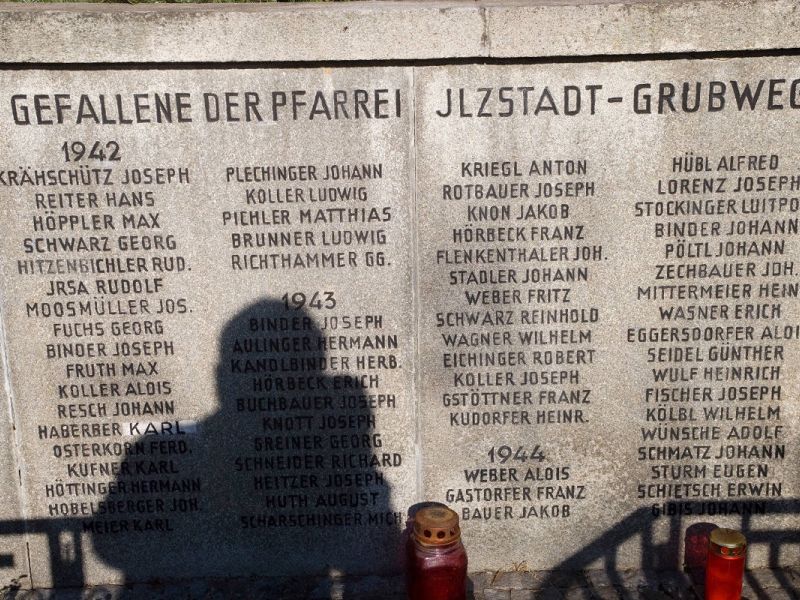 GEFALLENE DER PFARREI JLZSTADT-GRUBWEG
1942
KRÄHSCHÜTZ JOSEPH
REITER HANS
HÖPPLER MAX
SCHWARZ GEORG
HITZENBICHLER RUD.
JRSA RUDOLF
MOOSMÜLLER JOS.
FUCHS GEORG
BINDER JOSEPH
FRUTH MAX
KOLLER ALOIS
RESCH JOHANN
HABERBER KARL
OSTERKORN FERD.
KUFNER KARL
HÖTTINGER HERMANN
HOBELSBERGER JOH.
MEIER KARL
PLECHINGER JOHANN
KOLLER LUDWIG
PICHLER MATTHIAS
BRUNNER LUDWIG
RICHTHAMMER GG.
1943
BINDER JOSEPH
AULINGER HERMANN
KANDLBINDER HERB.
HÖRBECK ERICH
BUCHBAUER JOSEPH
KNOTT JOSEPH
GREINER GEORG
SCHNEIDER RICHARD
HEITZER JOSEPH
HUTH AUGUST
SCHARSCHINGER MICH
KRIEGL ANTON
ROTBAUER JOSEPH
KNON JAKOB
HÖRBECK FRANZ
FLENKENTHALER JOH.
STADLER JOHANN
WEBER FRITZ
SCHWARZ REINHOLD
WAGNER WILHELM
EICHINGER ROBERT
KOLLER JOSEPH
GSTÖTTNER FRANZ
KUDORFER HEINR.
1944
WEBER ALOIS
GASTORFER FRANZ
BAUER JAKOB
HÜBL ALFRED
LORENZ JOSEPH
STOCKINGER LUITPO
BINDER JOHANN
PÖLTL JOHANN
ZECHBAUER JOH.
MITTERMEIER HEIN
WASNER ERICH
EGGERSDORFER ALOI
SEIDEL GÜNTHER
WULF HEINRICH
FISCHER JOSEPH
KÖLBL WILHELM
WÜNSCHE ADOLF
SCHMATZ JOHANN
STURM EUGEN
SCHIETSCH ERWIN
GIBIS JOHANN